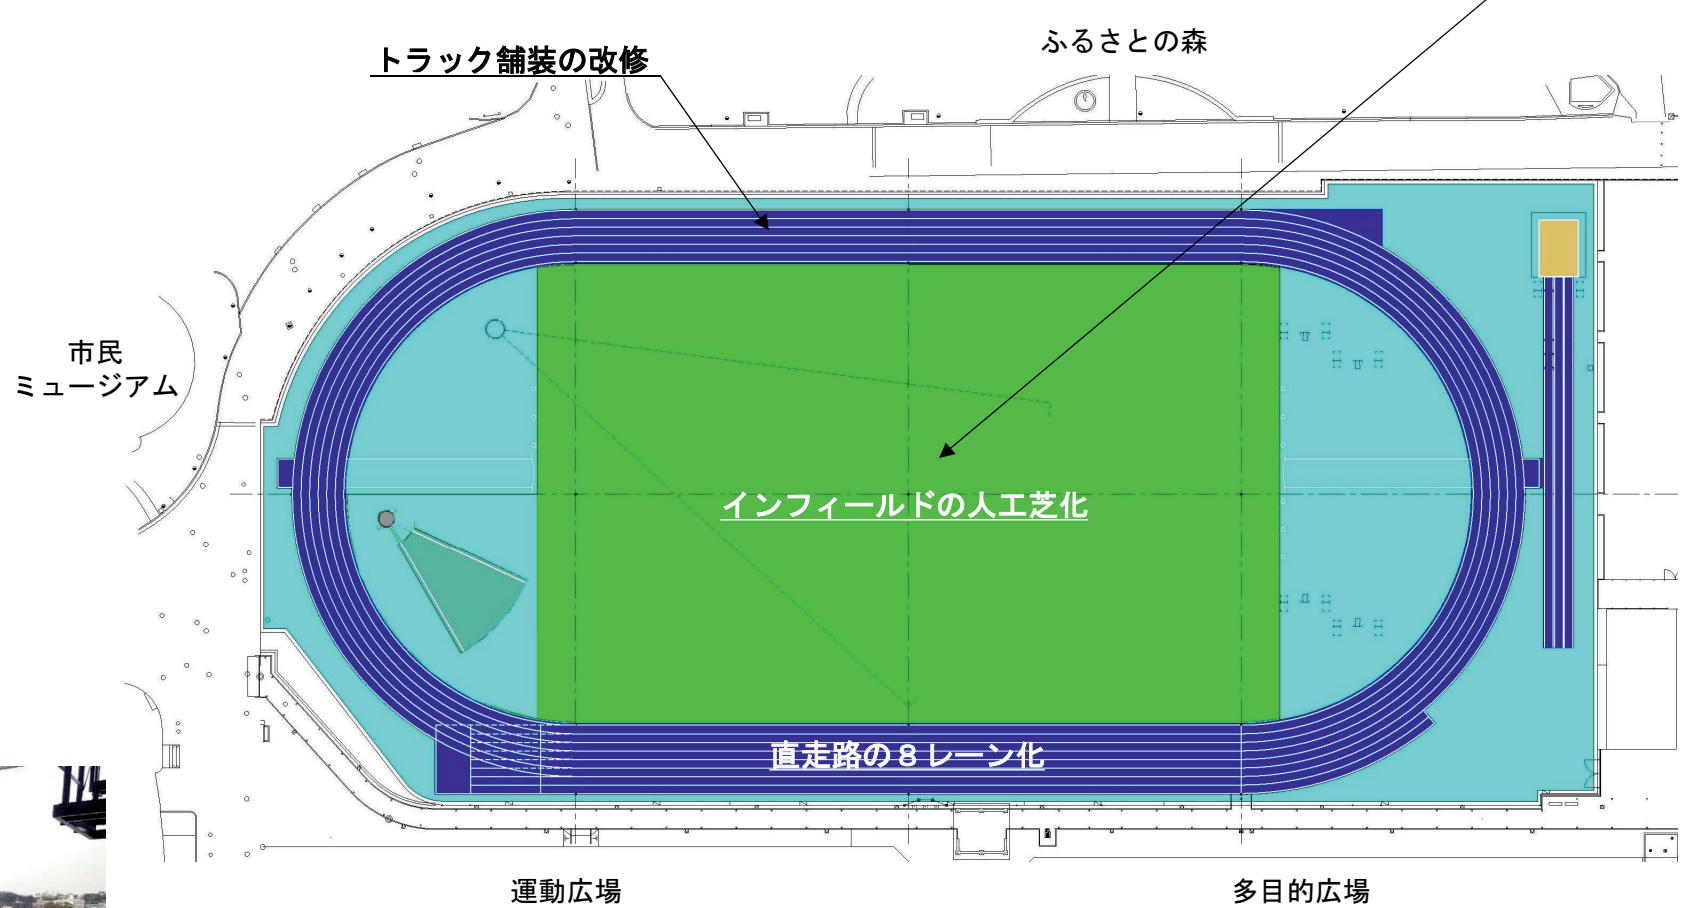 ふるさとの森
トラック舗装の改修
市民
ミュージアム
インフィールドの人工芝化
直走路の８レーン化
運動広場
多目的広場